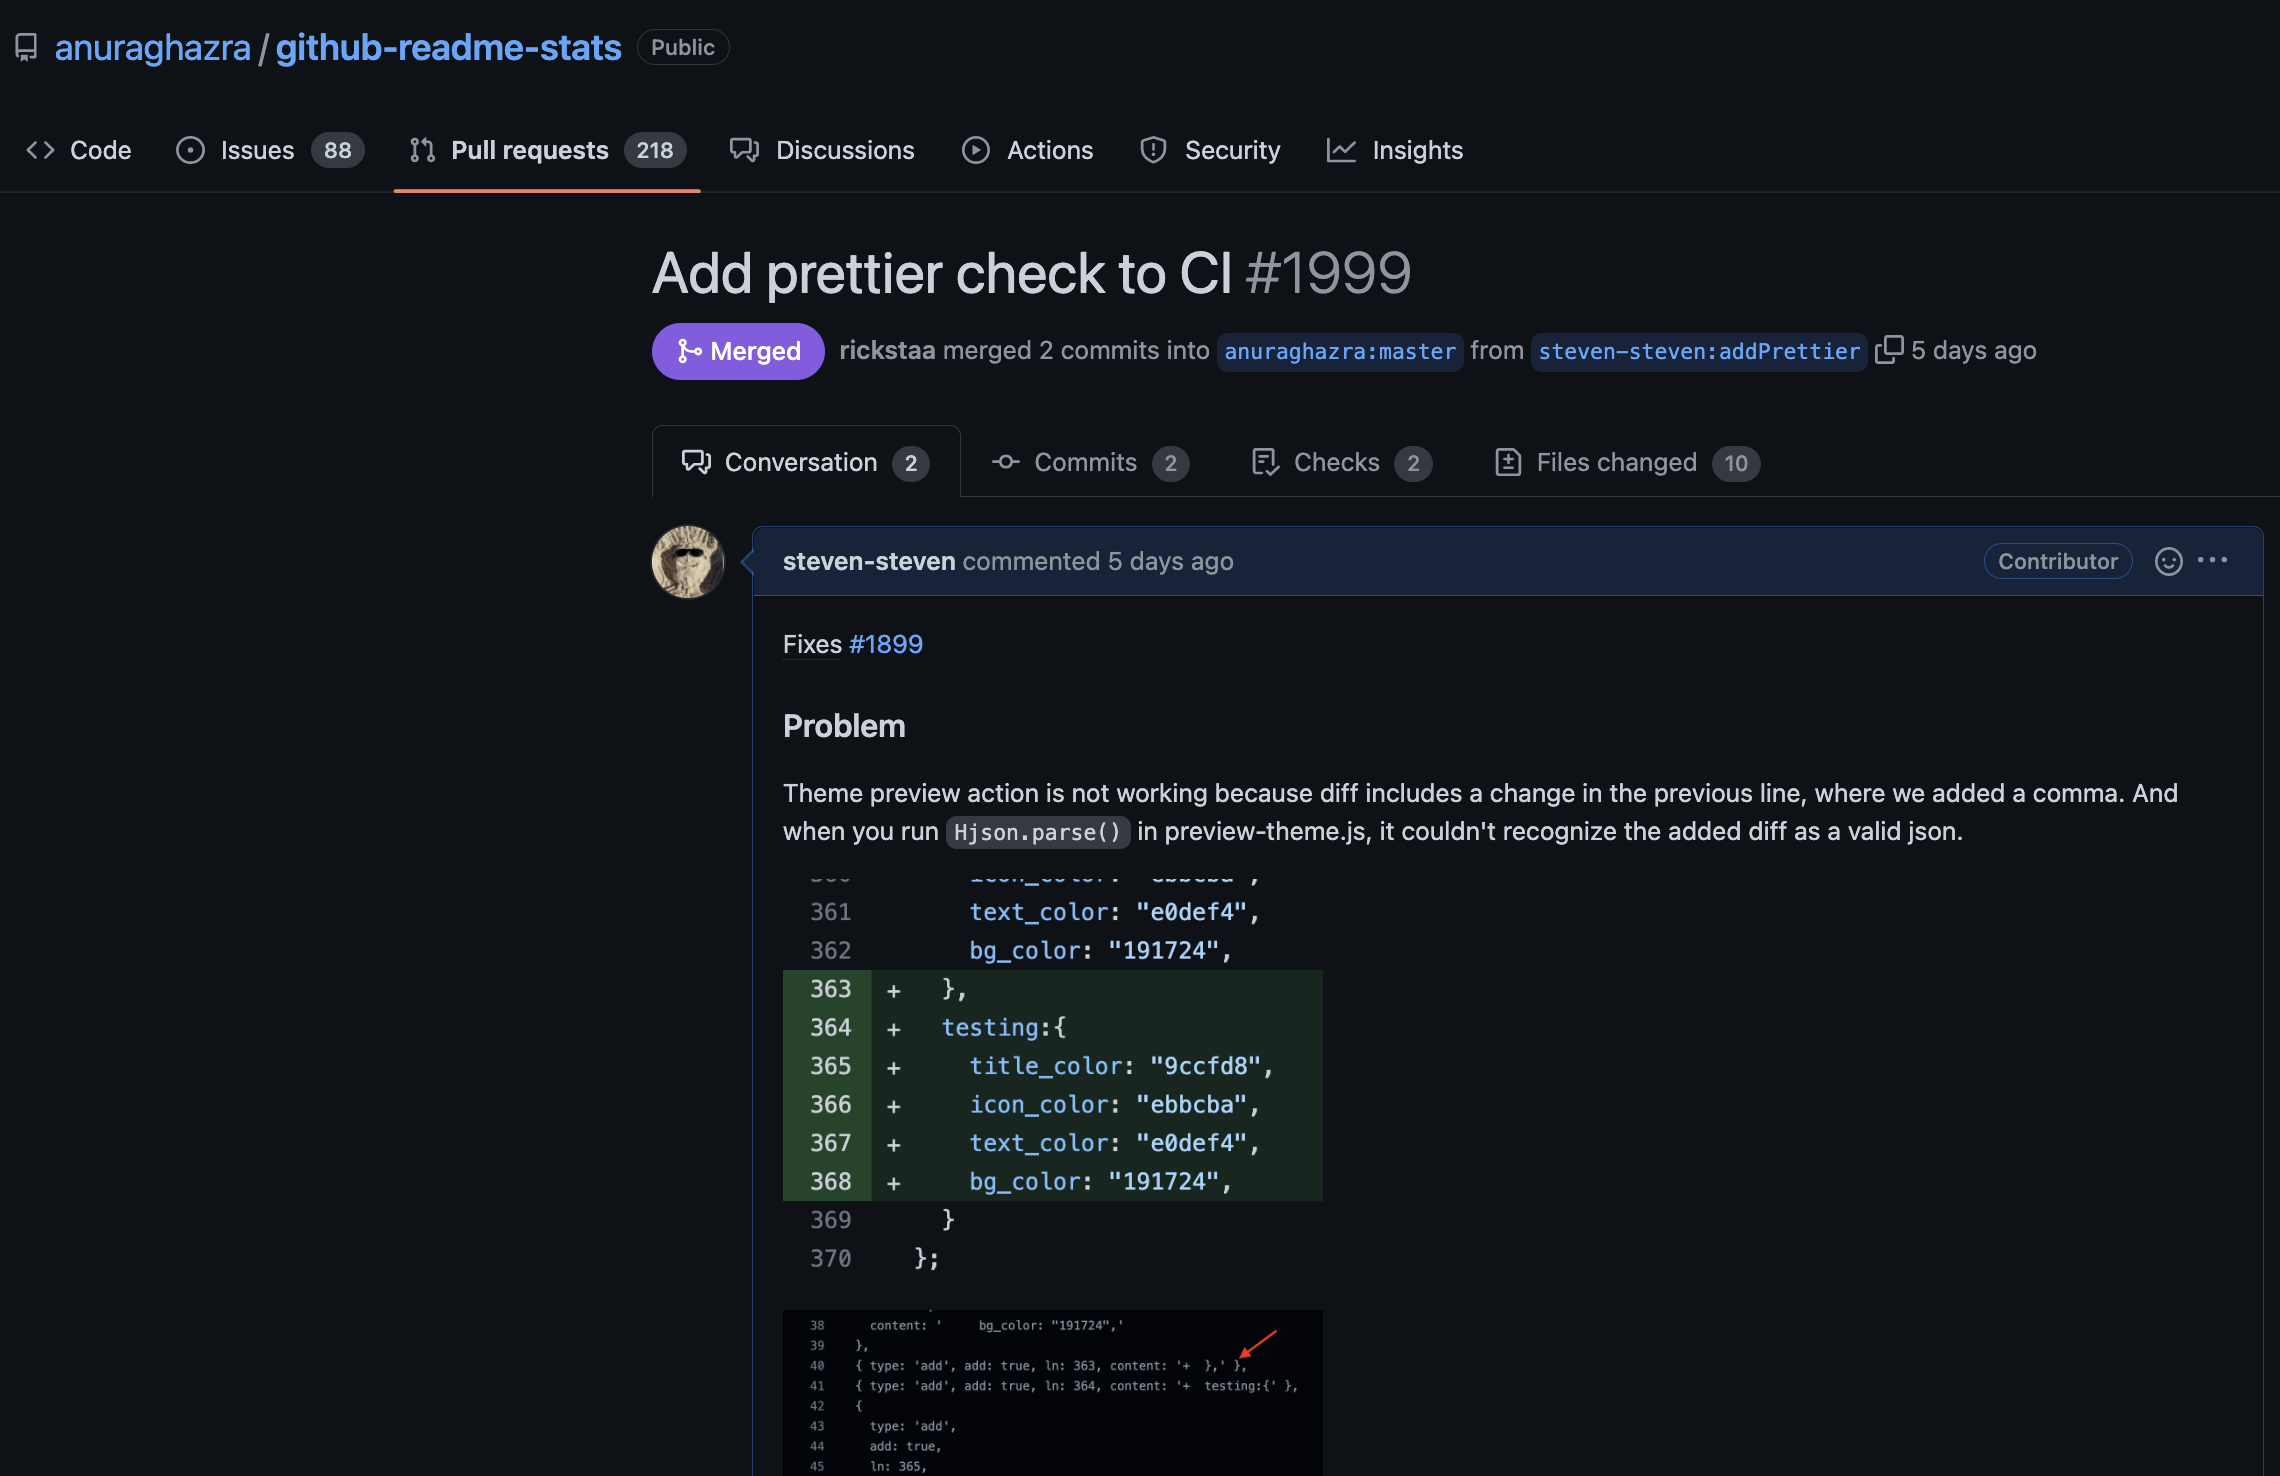 anuraghazra / github-readme-stats Public
Code Issues 88 Pull requests 218 Discussions Actions Security Insights
Add prettier check to CI #1999
Merged rickstaa merged 2 commits into anuraghazra:master from steven-steven:addPrettier 5 days ago
Conversation 2 Commits 2 Checks 2 Files changed 10
steven-steven commented 5 days ago Contributor
Fixes #1899
Problem
Theme preview action is not working because diff includes a change in the previous line, where we added a comma. And
when you run Hjson.parse() in preview-theme.js, it couldn't recognize the added diff as a valid json.
360 icon_color: "ebbcba",
361 text_color: "e0def4",
362 bg_color: "191724",
363 + },
364 + testing:{
365 + title_color: "9ccfd8",
366 + icon_color: "ebbcba",
367 + text_color: "e0def4",
368 + bg_color: "191724",
369 }
370 };
38 content: '     bg_color: "191724",'
39 },
40 { type: 'add', add: true, ln: 363, content: '+  },' },
41 { type: 'add', add: true, ln: 364, content: '+  testing:{' },
42 {
43 type: 'add',
44 add: true,
45 ln: 365,